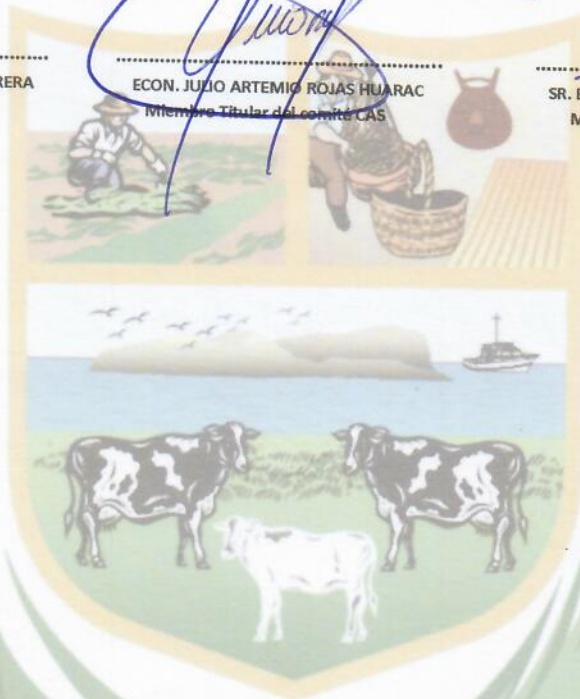 RERA
ECON. JULIO ARTEMIO ROJAS HUARAC
Miembro Titular del comité CAS
SR. E
M